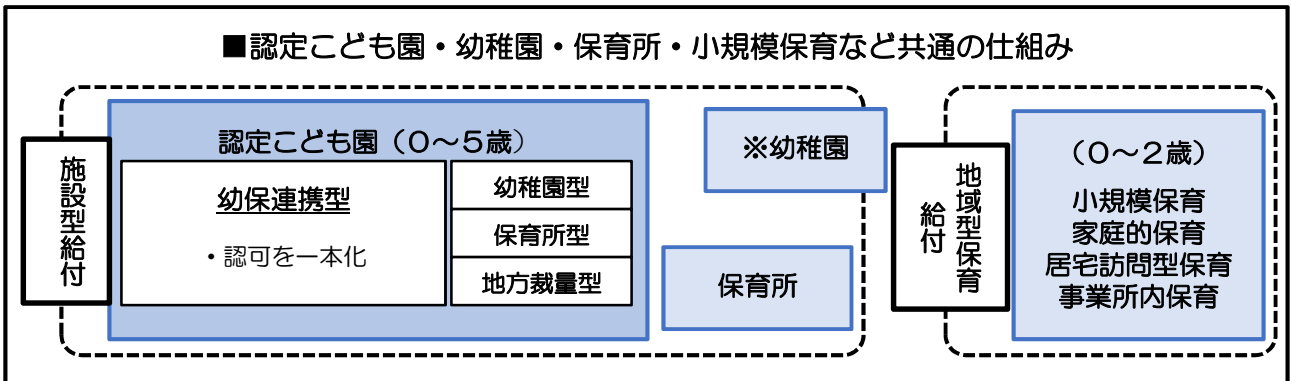 ■認定こども園・幼稚園・保育所・小規模保育など共通の仕組み
施設型給付
認定こども園（０～５歳）
幼保連携型
・認可を一本化
幼稚園型
保育所型
地方裁量型
※幼稚園
保育所
地域型保育
給付
（０～２歳）
小規模保育
家庭的保育
居宅訪問型保育
事業所内保育